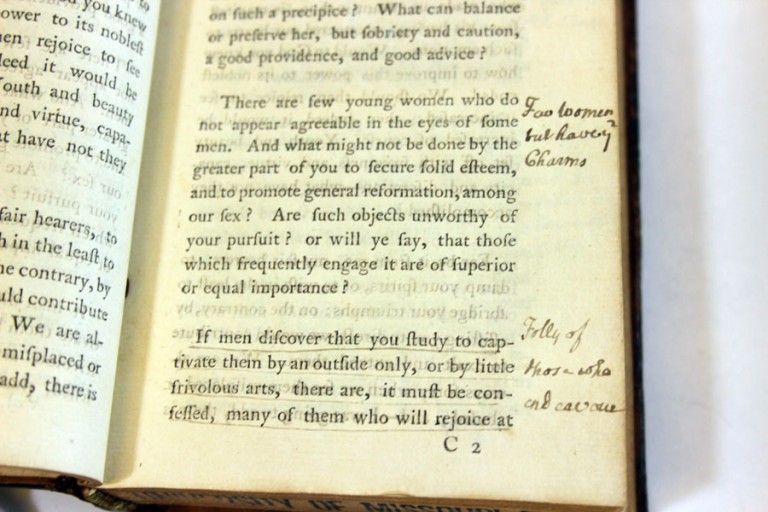 d you knew
ower to its nobleſt
en rejoice to ſee
deed it would be
Youth and beauty
nd virtue, capa-
t have not they
fair hearers, to
h in the leaſt to
he contrary, by
uld contribute
We are al-
miſplaced or
add, there is
on ſuch a precipice? What can balance
or preſerve her, but ſobriety and caution,
a good providence, and good advice?
There are few young women who do
not appear agreeable in the eyes of ſome
men. And what might not be done by the
greater part of you to ſecure ſolid eſteem,
and to promote general reformation, among
our ſex? Are ſuch objects unworthy of
your purſuit? or will ye ſay, that thoſe
which frequently engage it are of ſuperior
or equal importance?
If men diſcover that you ſtudy to cap-
tivate them by an outſide only, or by little
frivolous arts, there are, it muſt be con-
feſſed, many of them who will rejoice at
C 2
Few women
but have
Charms
Folly of
those who
endeavour
OF MISSOURI